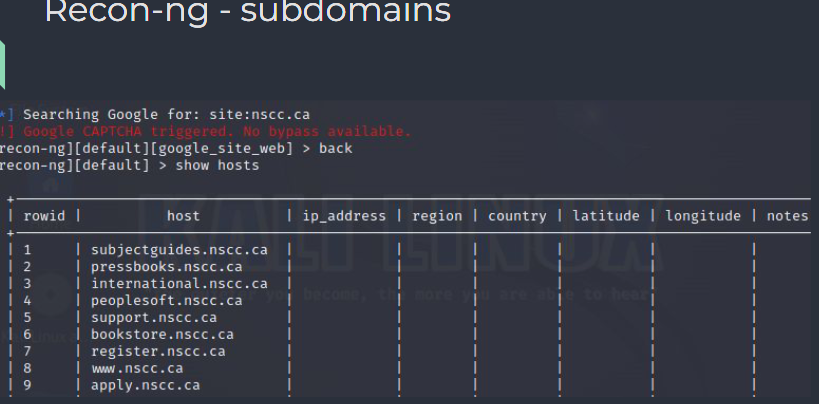 Recon-ng - subdomains
*] Searching Google for: site:nscc.ca
!] Google CAPTCHA triggered. No bypass available.
recon-ng][default][google_site_web] > back
recon-ng][default] > show hosts
| rowid | host | ip_address | region | country | latitude | longitude | notes
| 1 | subjectguides.nscc.ca | | | | | |
| 2 | pressbooks.nscc.ca | | | | | |
| 3 | international.nscc.ca | | | | | |
| 4 | peoplesoft.nscc.ca | | | | | |
| 5 | support.nscc.ca | | | | | |
| 6 | bookstore.nscc.ca | | | | | |
| 7 | register.nscc.ca | | | | | |
| 8 | www.nscc.ca | | | | | |
| 9 | apply.nscc.ca | | | | | |
KALI LINUX
you become, the more you are able to hear